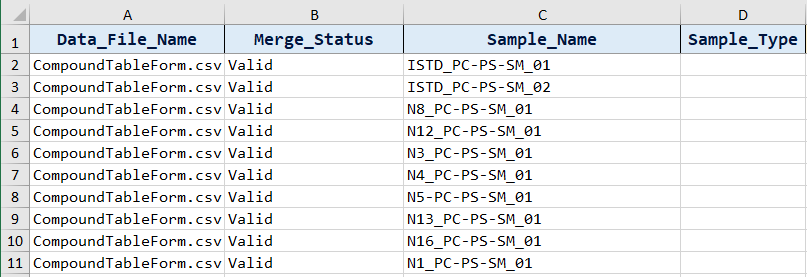 A B C D
1 Data_File_Name Merge_Status Sample_Name Sample_Type
2 CompoundTableForm.csv Valid ISTD_PC-PS-SM_01
3 CompoundTableForm.csv Valid ISTD_PC-PS-SM_02
4 CompoundTableForm.csv Valid N8_PC-PS-SM_01
5 CompoundTableForm.csv Valid N12_PC-PS-SM_01
6 CompoundTableForm.csv Valid N3_PC-PS-SM_01
7 CompoundTableForm.csv Valid N4_PC-PS-SM_01
8 CompoundTableForm.csv Valid N5-PC-PS-SM_01
9 CompoundTableForm.csv Valid N13_PC-PS-SM_01
10 CompoundTableForm.csv Valid N16_PC-PS-SM_01
11 CompoundTableForm.csv Valid N1_PC-PS-SM_01